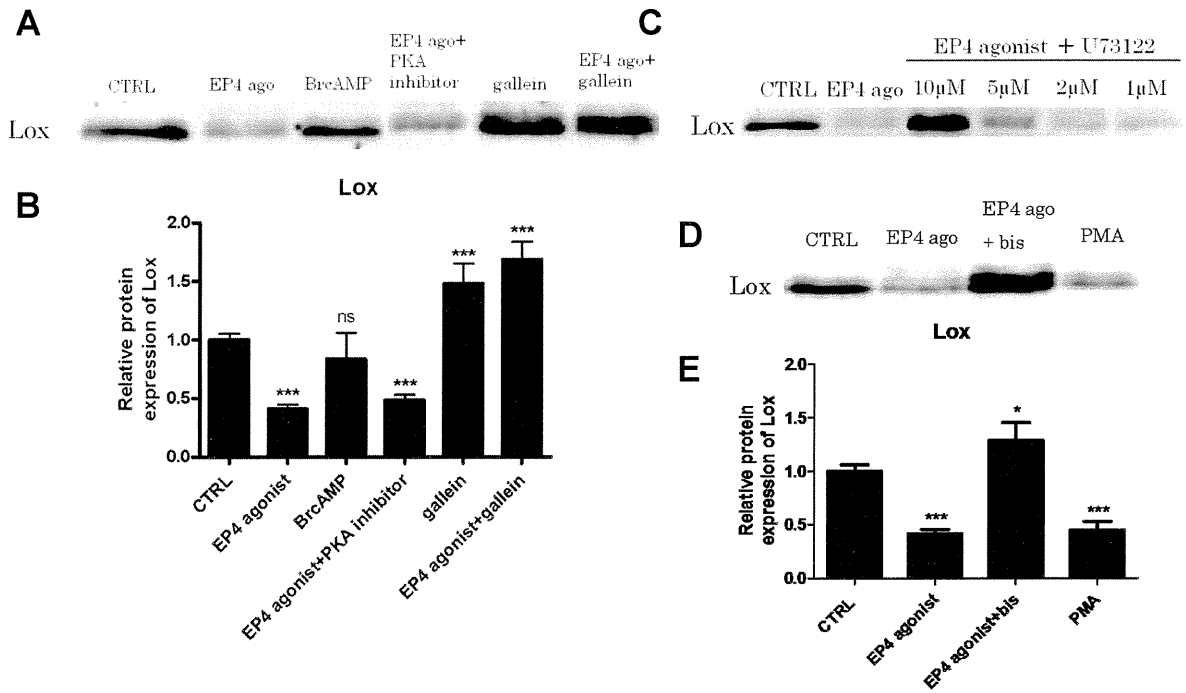 A
CTRL
EP4 ago
BrcAMP
EP4 ago+
PKA
inhibitor
gallein
EP4 ago+
gallein
Lox
B
Lox
Relative protein
expression of Lox
2.0
1.5
1.0
0.5
0.0
***
ns
***
***
***
CTRL
EP4 agonist
BrcAMP
EP4 agonist+PKA inhibitor
gallein
EP4 agonist+gallein
C
EP4 agonist + U73122
CTRL EP4 ago 10µM 5µM 2µM 1µM
Lox
D
CTRL
EP4 ago
EP4 ago
+ bis
PMA
Lox
E
Lox
Relative protein
expression of Lox
2.0
1.5
1.0
0.5
0.0
***
*
***
CTRL
EP4 agonist
EP4 agonist+bis
PMA